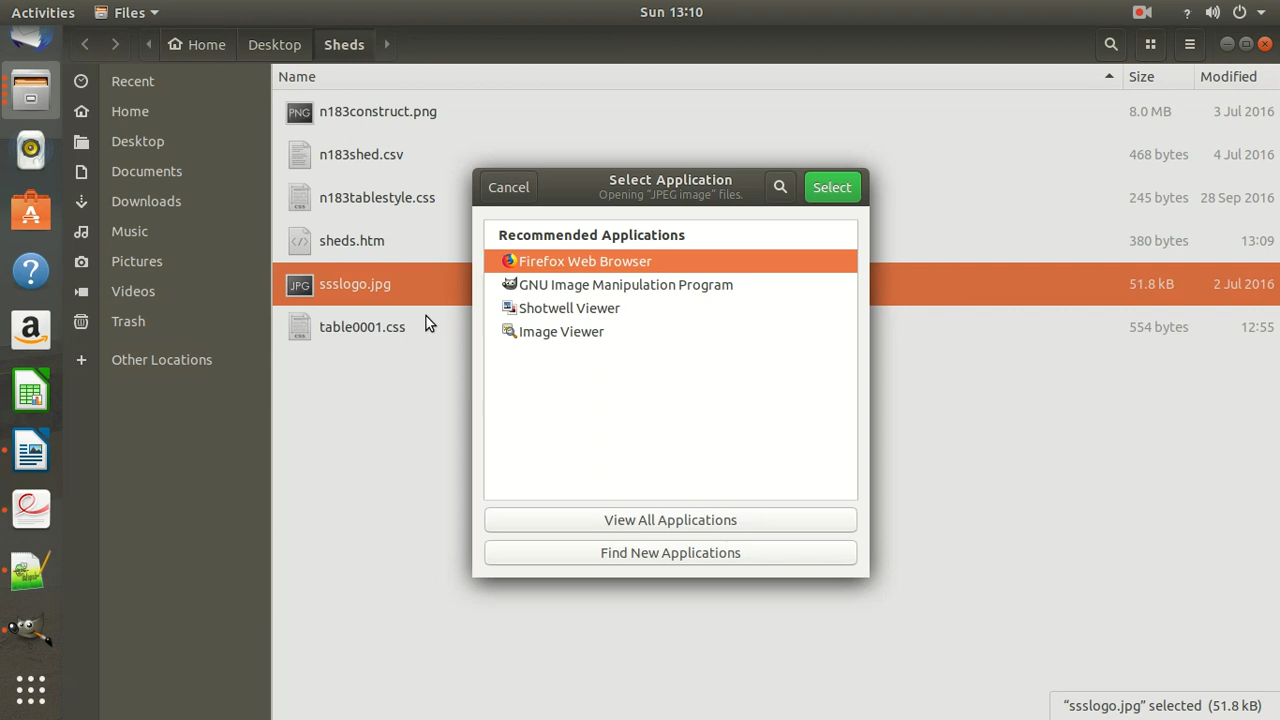 Activities Files Sun 13:10 ?
Home Desktop Sheds
Recent
Home
Desktop
Documents
Downloads
Music
Pictures
Videos
Trash
+ Other Locations
Name Size Modified
PNG n183construct.png 8.0 MB 3 Jul 2016
n183shed.csv 468 bytes 4 Jul 2016
css n183tablestyle.css 245 bytes 28 Sep 2016
</> sheds.htm 380 bytes 13:09
JPG ssslogo.jpg 51.8 kB 2 Jul 2016
css table0001.css 554 bytes 12:55
Cancel Select Application Select
Opening "JPEG image" files.
Recommended Applications
Firefox Web Browser
GNU Image Manipulation Program
Shotwell Viewer
Image Viewer
View All Applications
Find New Applications
A
?
a
"ssslogo.jpg" selected (51.8 kB)